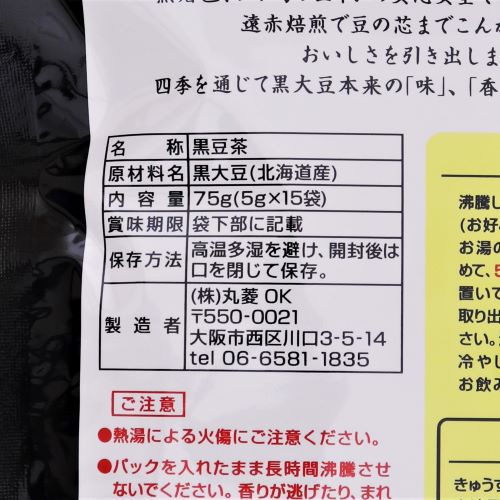 遠赤焙煎で豆の芯までこん
おいしさを引き出しま
四季を通じて黒大豆本来の「味」、「香
名 称 黒豆茶
原材料名 黒大豆(北海道産)
内容量 75g(5g×15袋)
賞味期限 袋下部に記載
保存方法 高温多湿を避け、開封後は
口を閉じて保存。
製造者 (株)丸菱 OK
〒550-0021
大阪市西区川口3-5-14
tel 06-6581-1835
ご注意
●熱湯による火傷にご注意ください。
●パックを入れたまま長時間沸騰させ
ないでください。香りが逃げたり、まれ
沸騰し
(お好
お湯の
めて、5
置いて
取り出
さい。
冷やし
お飲み
きゅうす